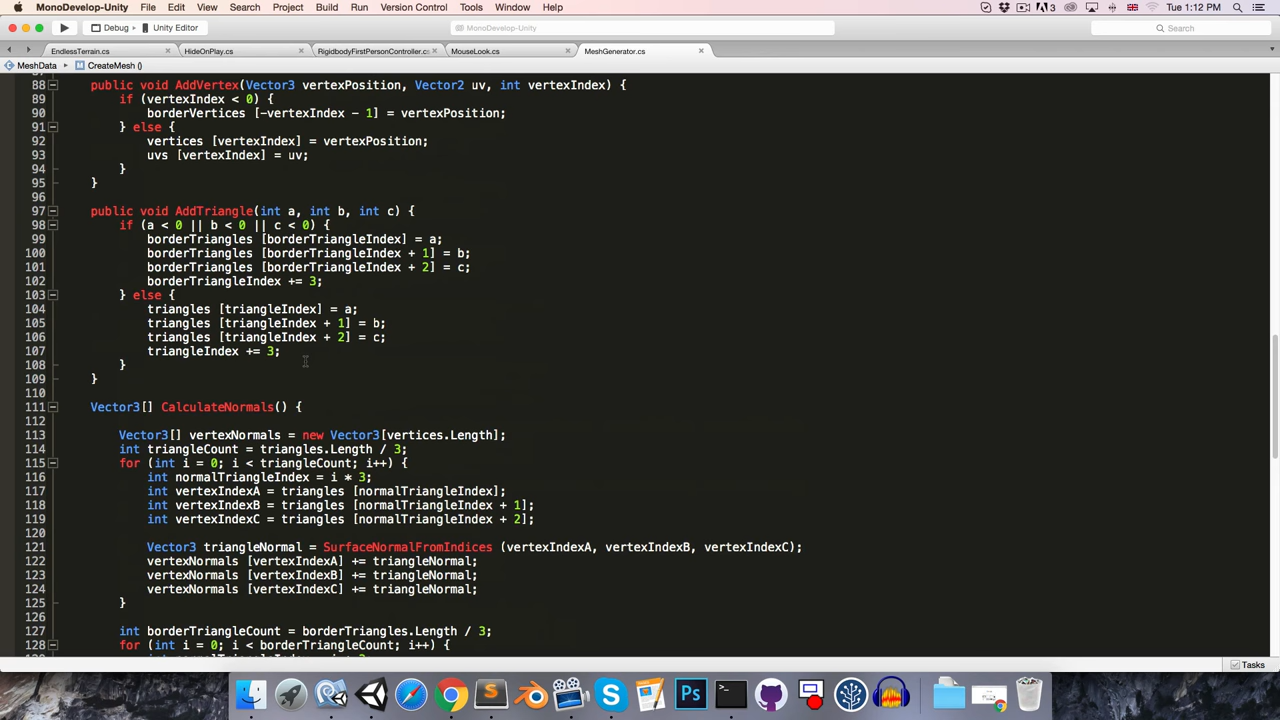 MonoDevelop-Unity File Edit View Search Project Build Run Version Control Tools Window Help
Tue 1:12 PM
Debug Unity Editor
MonoDevelop-Unity
Search
EndlessTerrain.cs
HideOnPlay.cs
RigidbodyFirstPersonController.cs
MouseLook.cs
MeshGenerator.cs
MeshData CreateMesh ()
88 public void AddVertex(Vector3 vertexPosition, Vector2 uv, int vertexIndex) {
89 if (vertexIndex < 0) {
90 borderVertices [-vertexIndex - 1] = vertexPosition;
91 } else {
92 vertices [vertexIndex] = vertexPosition;
93 uvs [vertexIndex] = uv;
94 }
95 }
96
97 public void AddTriangle(int a, int b, int c) {
98 if (a < 0 || b < 0 || c < 0) {
99 borderTriangles [borderTriangleIndex] = a;
100 borderTriangles [borderTriangleIndex + 1] = b;
101 borderTriangles [borderTriangleIndex + 2] = c;
102 borderTriangleIndex += 3;
103 } else {
104 triangles [triangleIndex] = a;
105 triangles [triangleIndex + 1] = b;
106 triangles [triangleIndex + 2] = c;
107 triangleIndex += 3;
108 }
109 }
110
111 Vector3[] CalculateNormals() {
112
113 Vector3[] vertexNormals = new Vector3[vertices.Length];
114 int triangleCount = triangles.Length / 3;
115 for (int i = 0; i < triangleCount; i++) {
116 int normalTriangleIndex = i * 3;
117 int vertexIndexA = triangles [normalTriangleIndex];
118 int vertexIndexB = triangles [normalTriangleIndex + 1];
119 int vertexIndexC = triangles [normalTriangleIndex + 2];
120
121 Vector3 triangleNormal = SurfaceNormalFromIndices (vertexIndexA, vertexIndexB, vertexIndexC);
122 vertexNormals [vertexIndexA] += triangleNormal;
123 vertexNormals [vertexIndexB] += triangleNormal;
124 vertexNormals [vertexIndexC] += triangleNormal;
125 }
126
127 int borderTriangleCount = borderTriangles.Length / 3;
128 for (int i = 0; i < borderTriangleCount; i++) {
Tasks